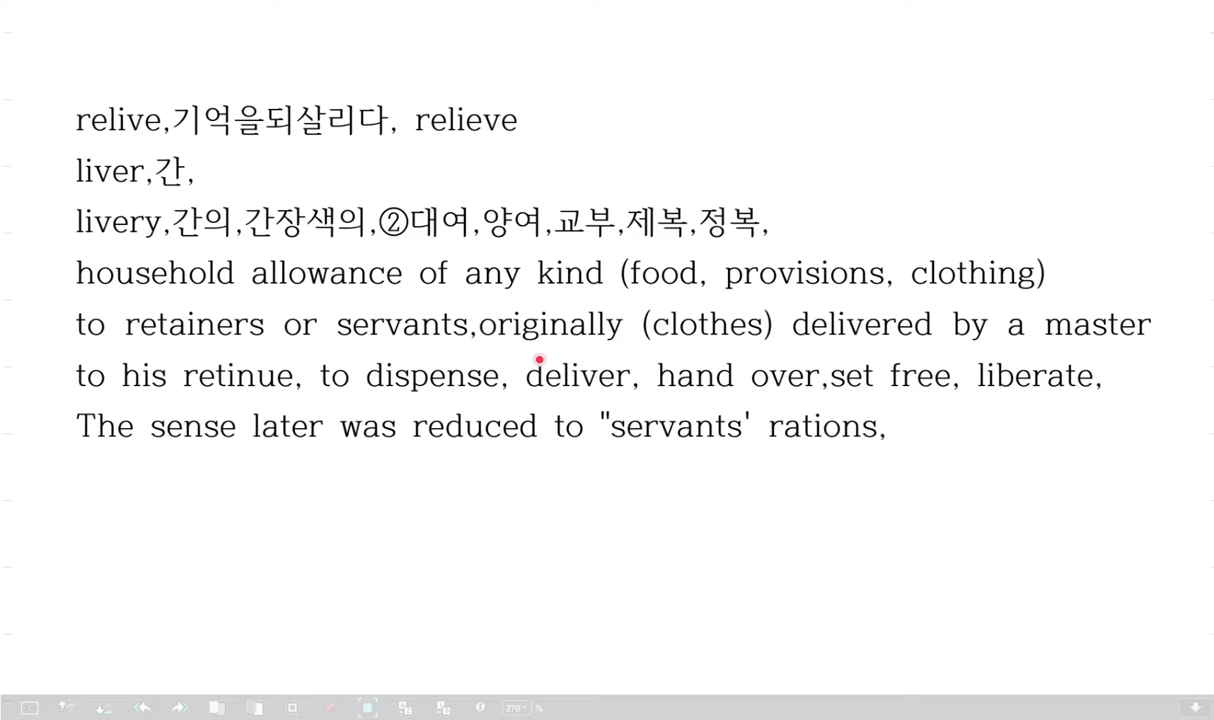 relive,기억을되살리다, relieve
liver,간,
livery,간의,간장색의,②대여,양여,교부,제복,정복,
household allowance of any kind (food, provisions, clothing)
to retainers or servants,originally (clothes) delivered by a master
to his retinue, to dispense, deliver, hand over,set free, liberate,
The sense later was reduced to "servants' rations,
270 %